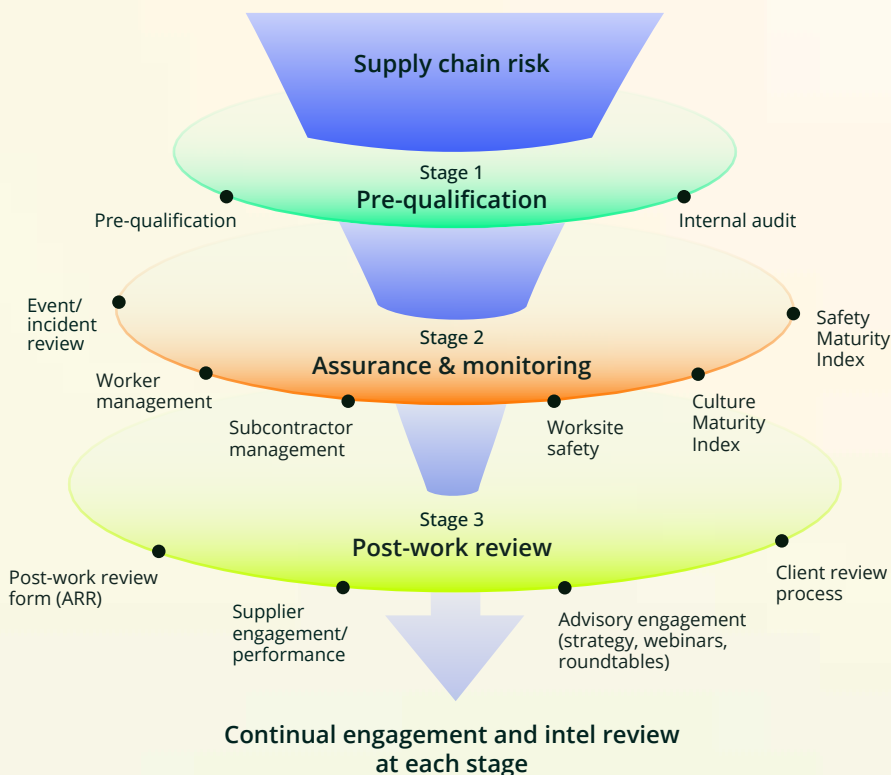 Supply chain risk
Stage 1
Pre-qualification
Pre-qualification
Internal audit
Stage 2
Assurance & monitoring
Event/
incident
review
Worker
management
Subcontractor
management
Worksite
safety
Culture
Maturity
Index
Safety
Maturity
Index
Stage 3
Post-work review
Post-work review
form (ARR)
Supplier
engagement/
performance
Advisory engagement
(strategy, webinars,
roundtables)
Client review
process
Continual engagement and intel review
at each stage